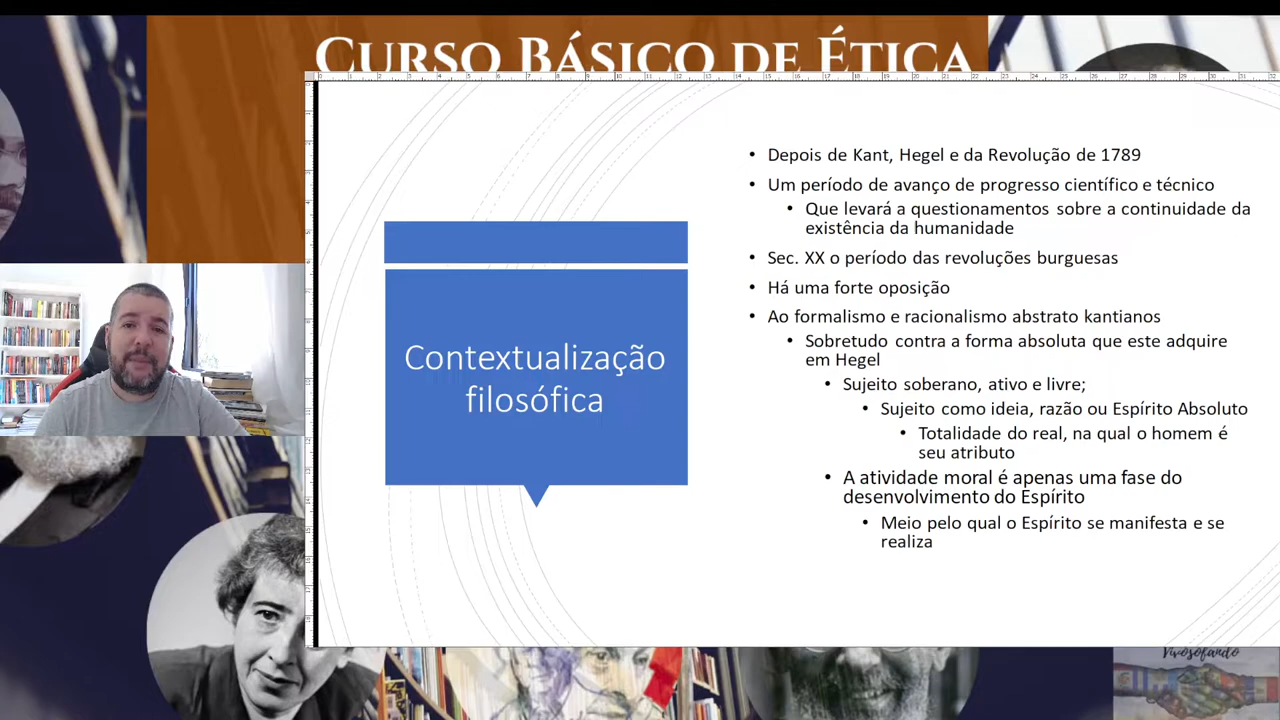 CURSO BÁSICO DE ÉTICA
Contextualização
filosófica
Depois de Kant, Hegel e da Revolução de 1789
Um período de avanço de progresso científico e técnico
Que levará a questionamentos sobre a continuidade da
existência da humanidade
Sec. XX o período das revoluções burguesas
Há uma forte oposição
Ao formalismo e racionalismo abstrato kantianos
Sobretudo contra a forma absoluta que este adquire
em Hegel
Sujeito soberano, ativo e livre;
Sujeito como ideia, razão ou Espírito Absoluto
Totalidade do real, na qual o homem é
seu atributo
A atividade moral é apenas uma fase do
desenvolvimento do Espírito
Meio pelo qual o Espírito se manifesta e se
realiza
Vivosofando